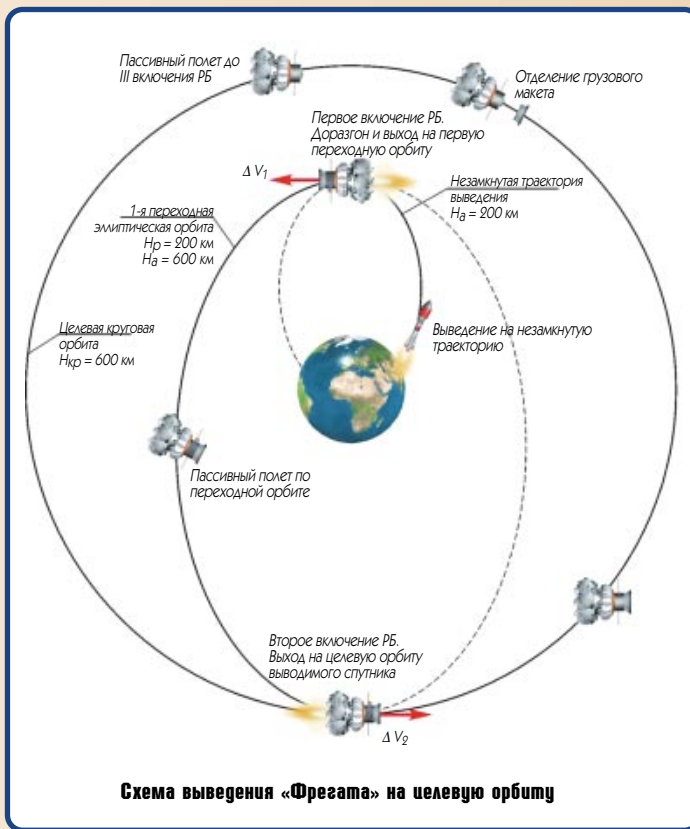 Пассивный полет до
III включения РБ
Отделение грузового
макета
Первое включение РБ.
Доразгон и выход на первую
переходную орбиту
Δ V1
Незамкнутая траектория
выведения
Hа = 200 км
1-я переходная
эллиптическая орбита
Hр = 200 км
Hа = 600 км
Целевая круговая
орбита
Hкр = 600 км
Выведение на незамкнутую
траекторию
Пассивный полет по
переходной орбите
Второе включение РБ.
Выход на целевую орбиту
выводимого спутника
Δ V2
Схема выведения «Фрегата» на целевую орбиту